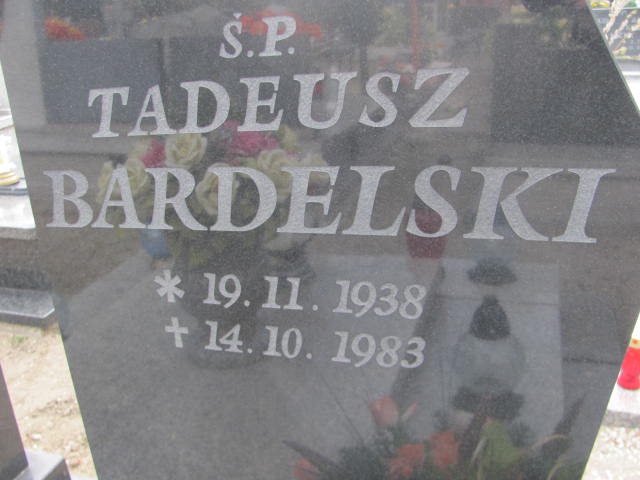 Ś.P.
TADEUSZ
BARDELSKI
* 19.11.1938
✝ 14.10.1983